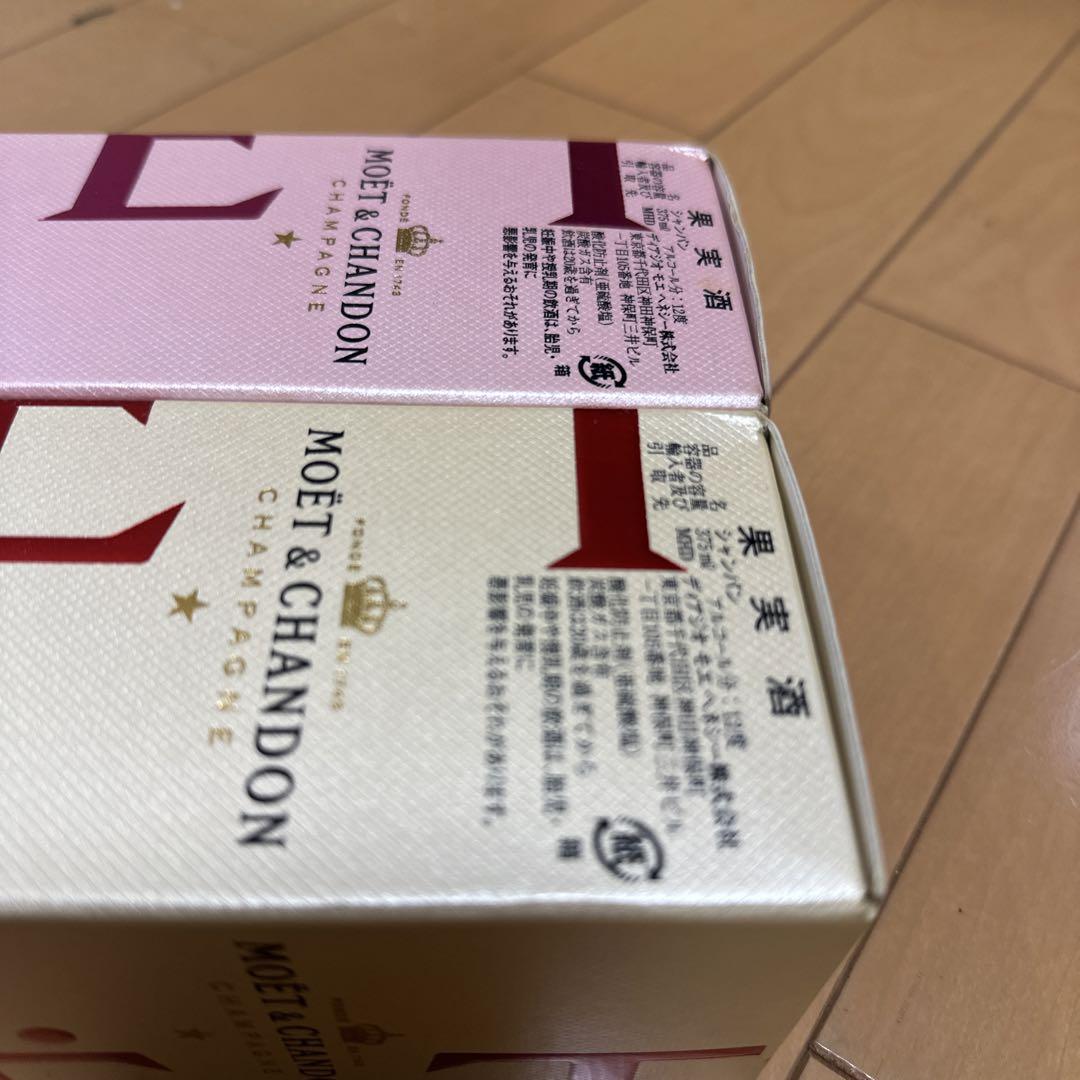 E
MOËT & CHANDON
CHAMPAGNE
FONDÉ EN 1743
T
果実酒
品名 シャンパン
容器の容量 375ml アルコール分:12度
輸入者及び 引取先 MHD ディアジオ モエ ヘネシー株式会社
東京都千代田区神田神保町
一丁目105番地 神保町三井ビル
酸化防止剤(亜硫酸塩)
炭酸ガス含有
飲酒は20歳を過ぎてから
妊娠中や授乳期の飲酒は、胎児・
乳児の発育に
悪影響を与えるおそれがあります。
箱
紙
E
MOËT & CHANDON
CHAMPAGNE
FONDÉ EN 1743
T
果実酒
品名 シャンパン
容器の容量 375ml アルコール分:12度
輸入者及び 引取先 MHD ディアジオ モエ ヘネシー株式会社
東京都千代田区神田神保町
一丁目105番地 神保町三井ビル
酸化防止剤(亜硫酸塩)
炭酸ガス含有
飲酒は20歳を過ぎてから
妊娠中や授乳期の飲酒は、胎児・
乳児の発育に
悪影響を与えるおそれがあります。
箱
紙
MOËT & CHANDON
CHAMPAGNE
T